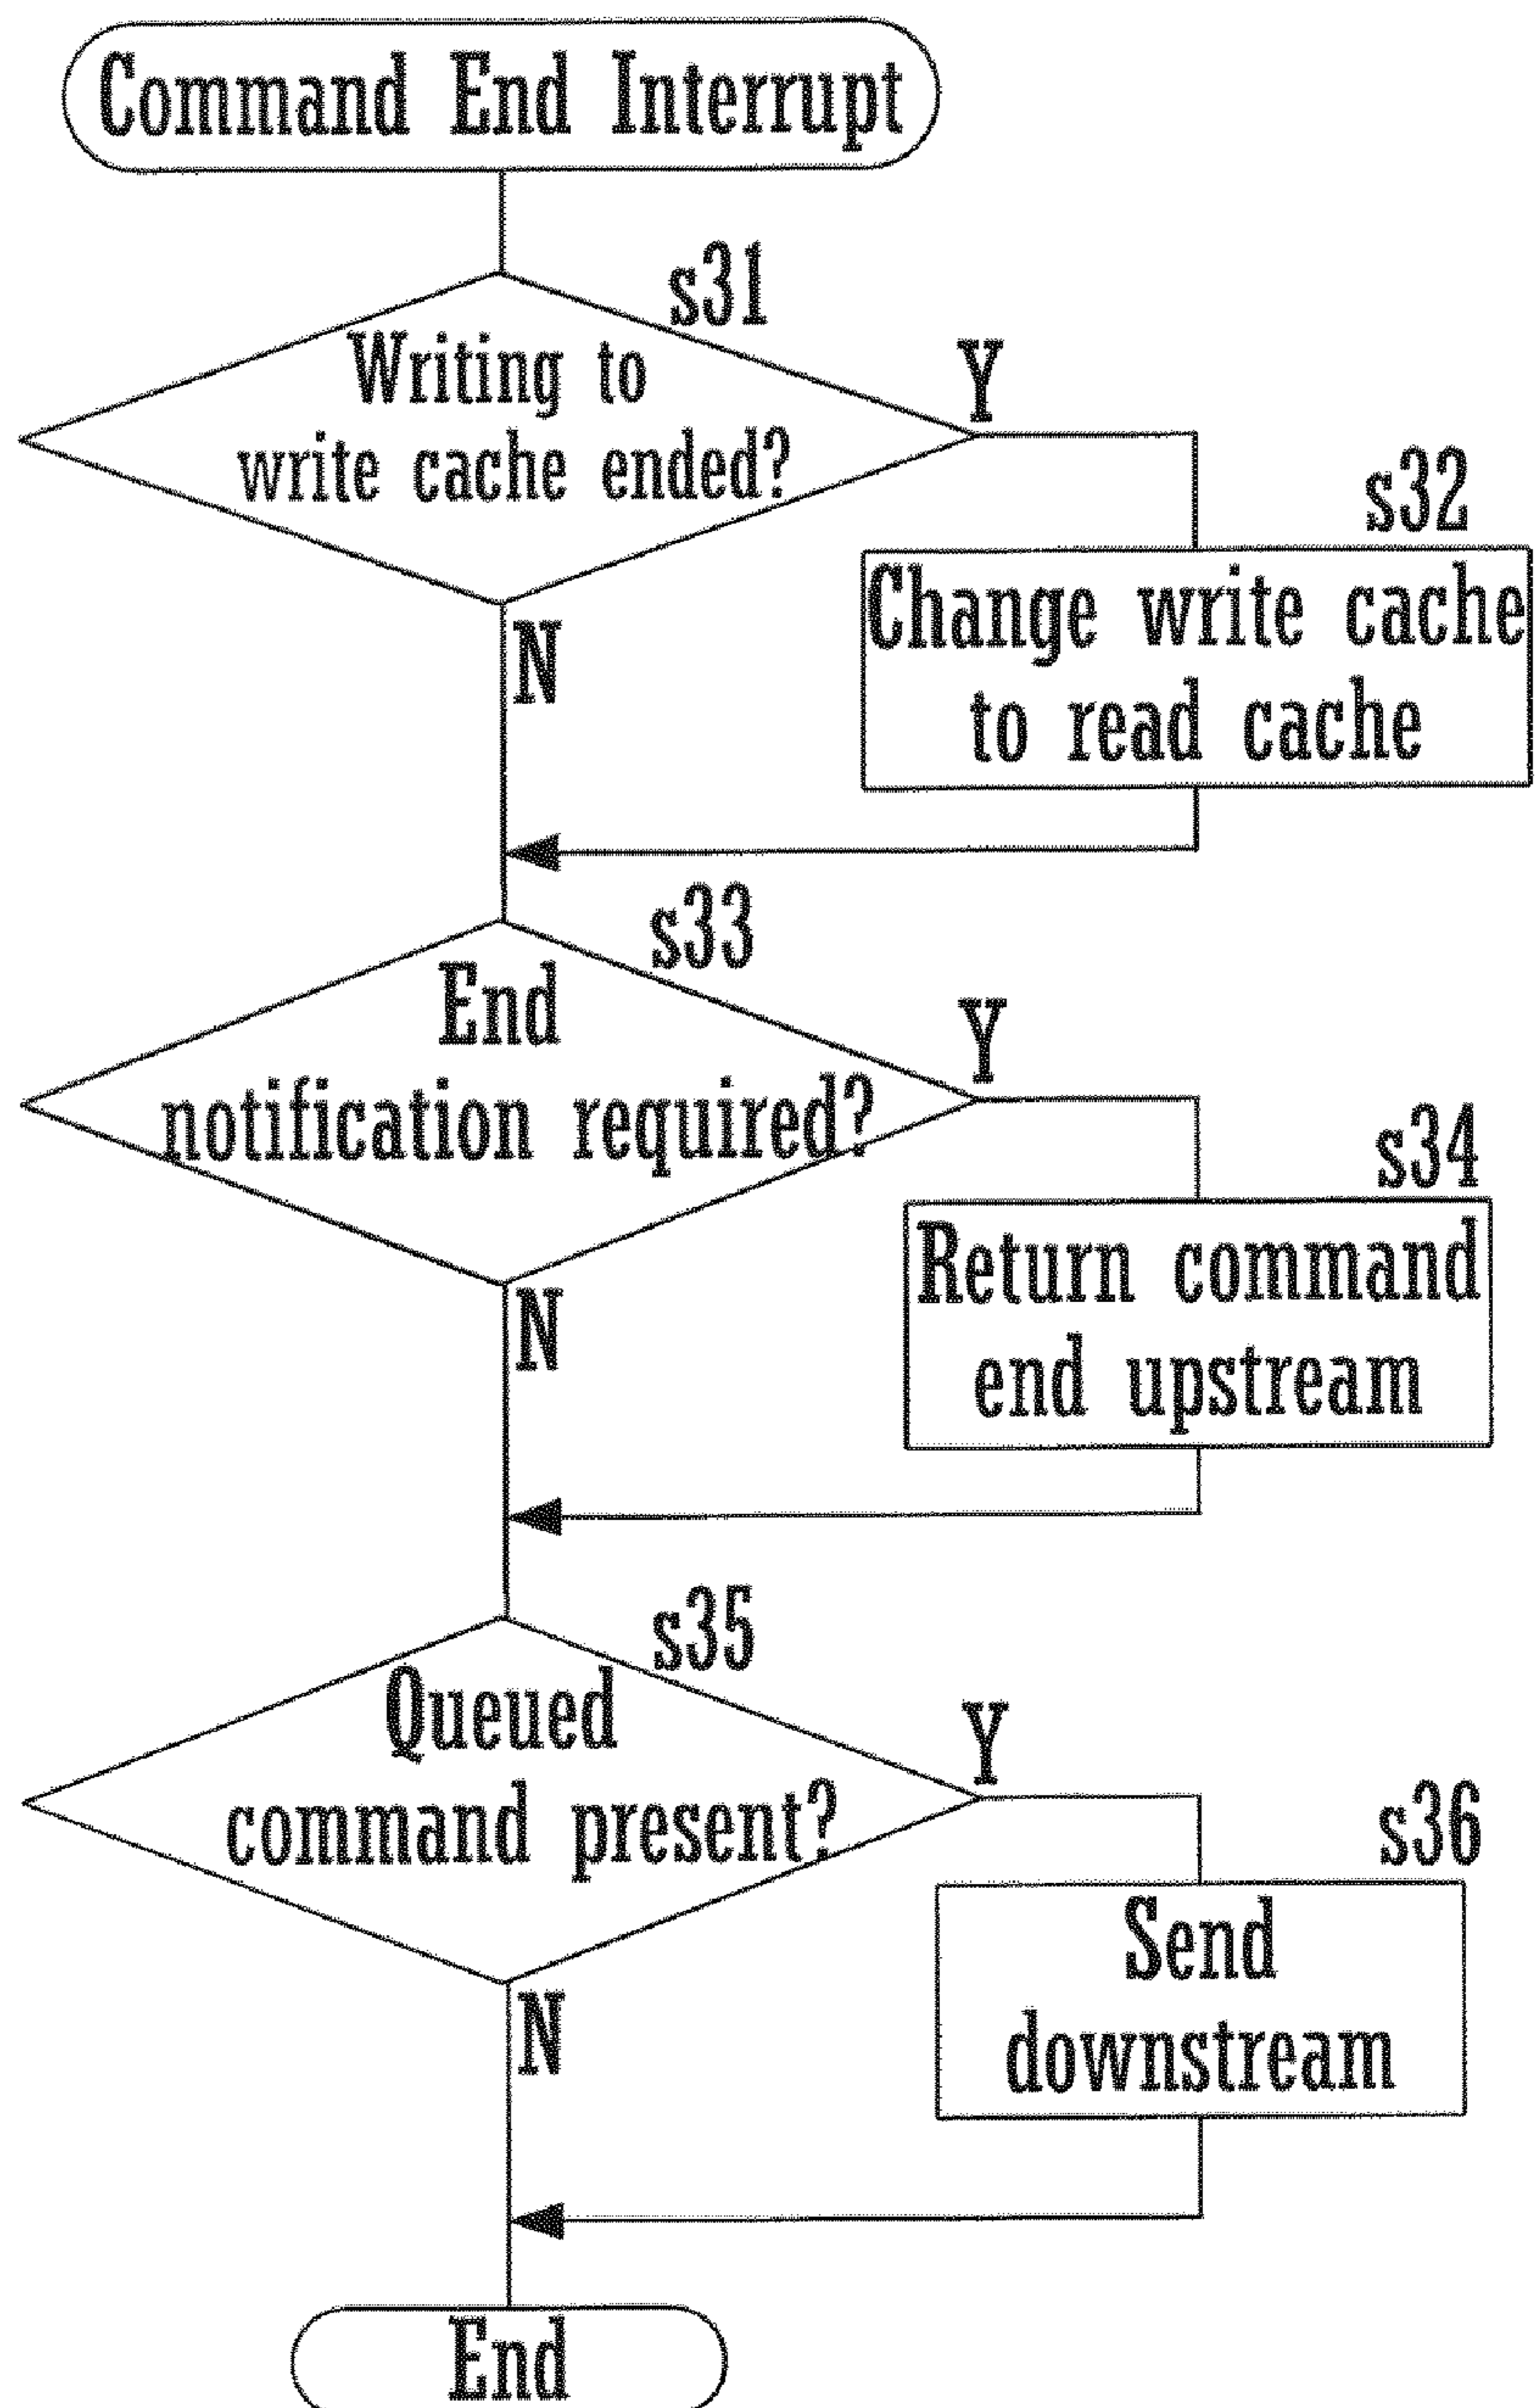 Command End Interrupt
s31
Writing to
write cache ended?
Y
s32
Change write cache
to read cache
N
s33
End
notification required?
Y
s34
Return command
end upstream
N
s35
Queued
command present?
Y
s36
Send
downstream
N
End